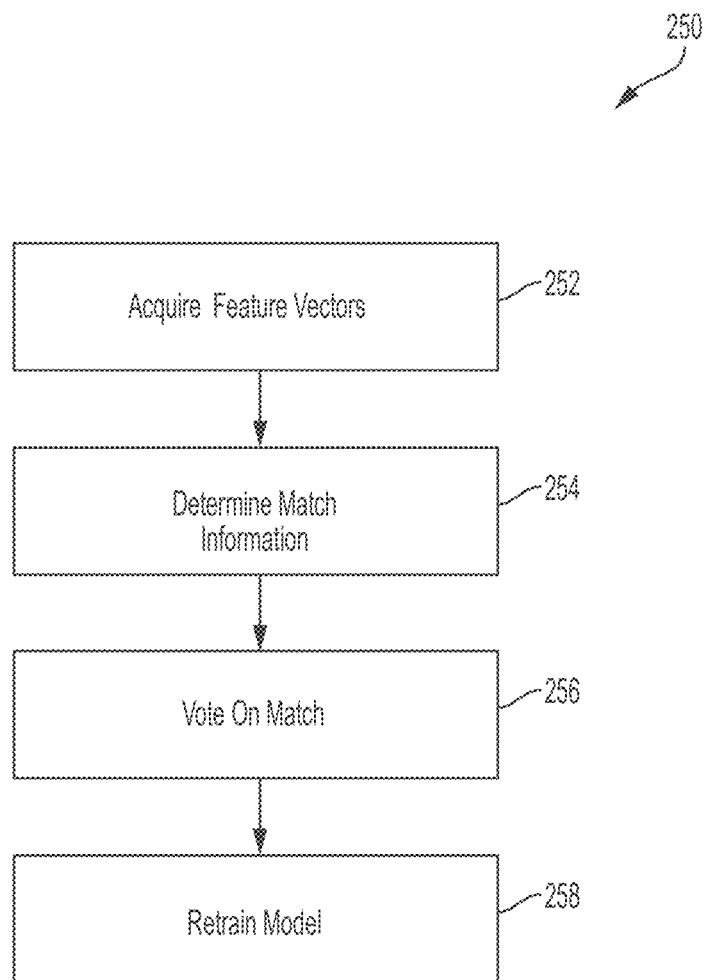 250
Acquire Feature Vectors
252
Determine Match
Information
254
Vote On Match
256
Retrain Model
258